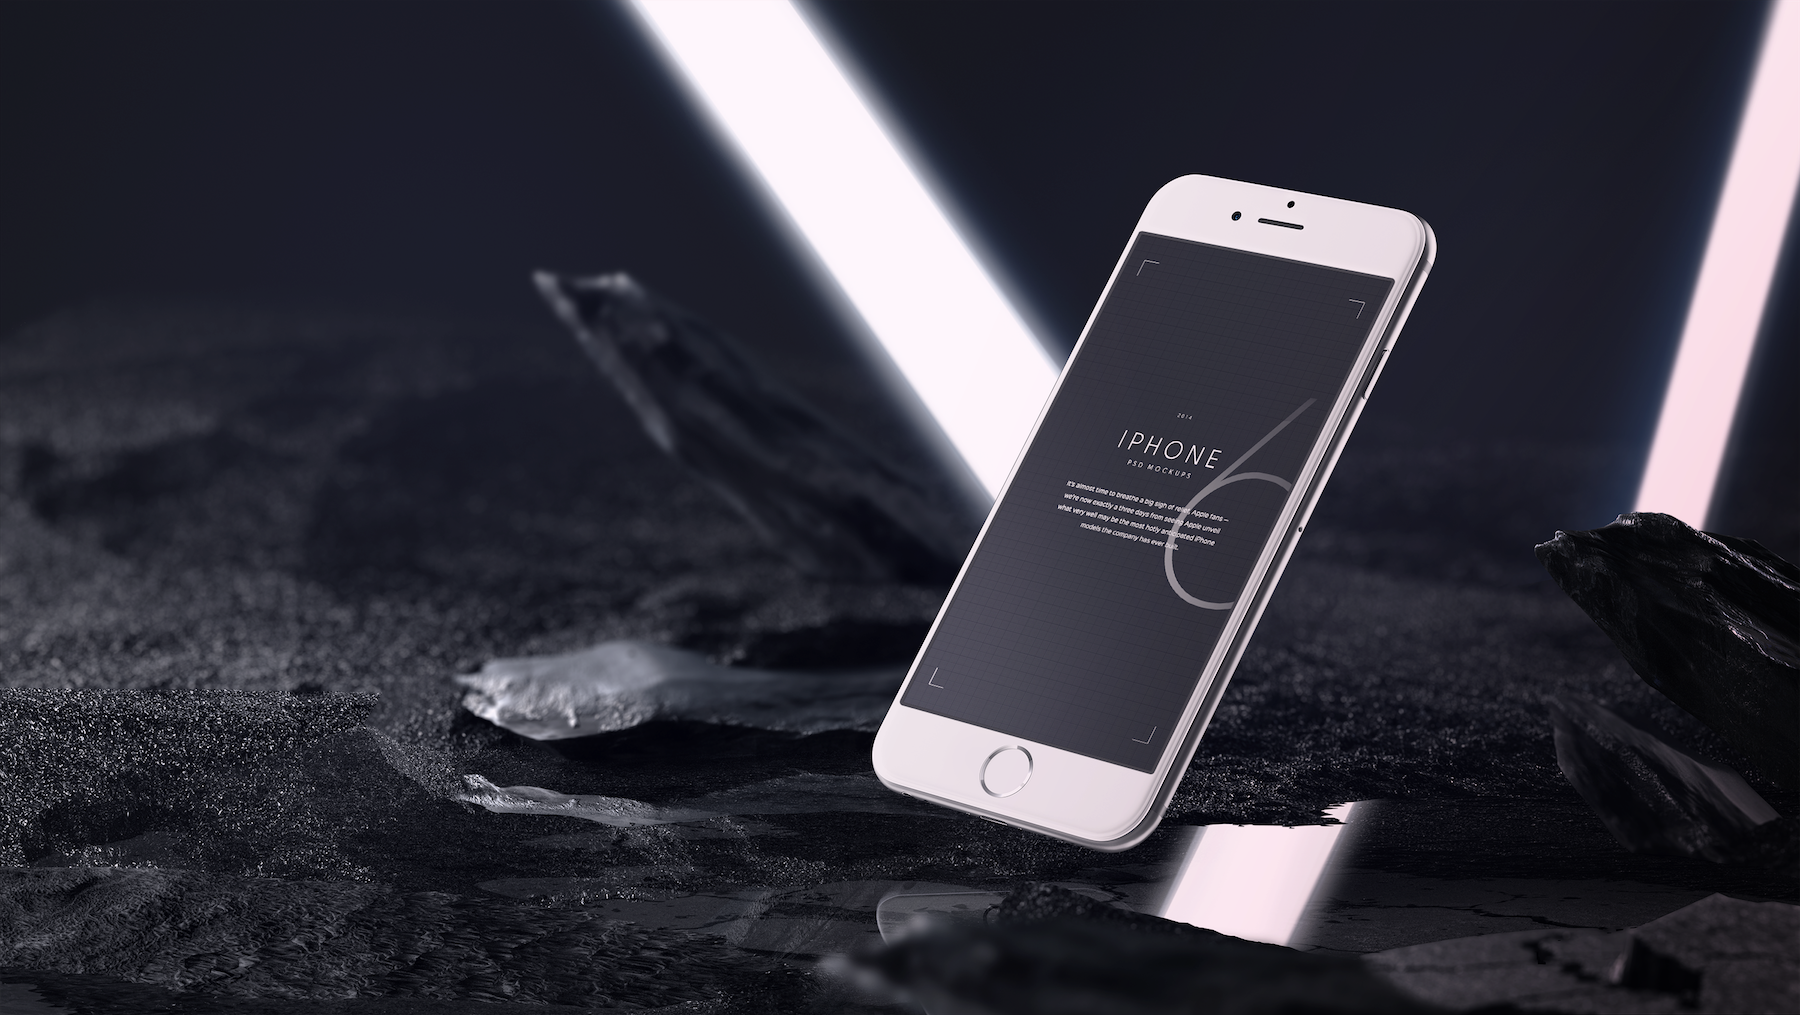 2014
IPHONE
6
PSD MOCKUPS
It's almost time to breathe a big sign of relief, Apple fans –
we're now exactly a three days from seeing Apple unveil
what very well may be the most hotly anticipated iPhone
models the company has ever built.